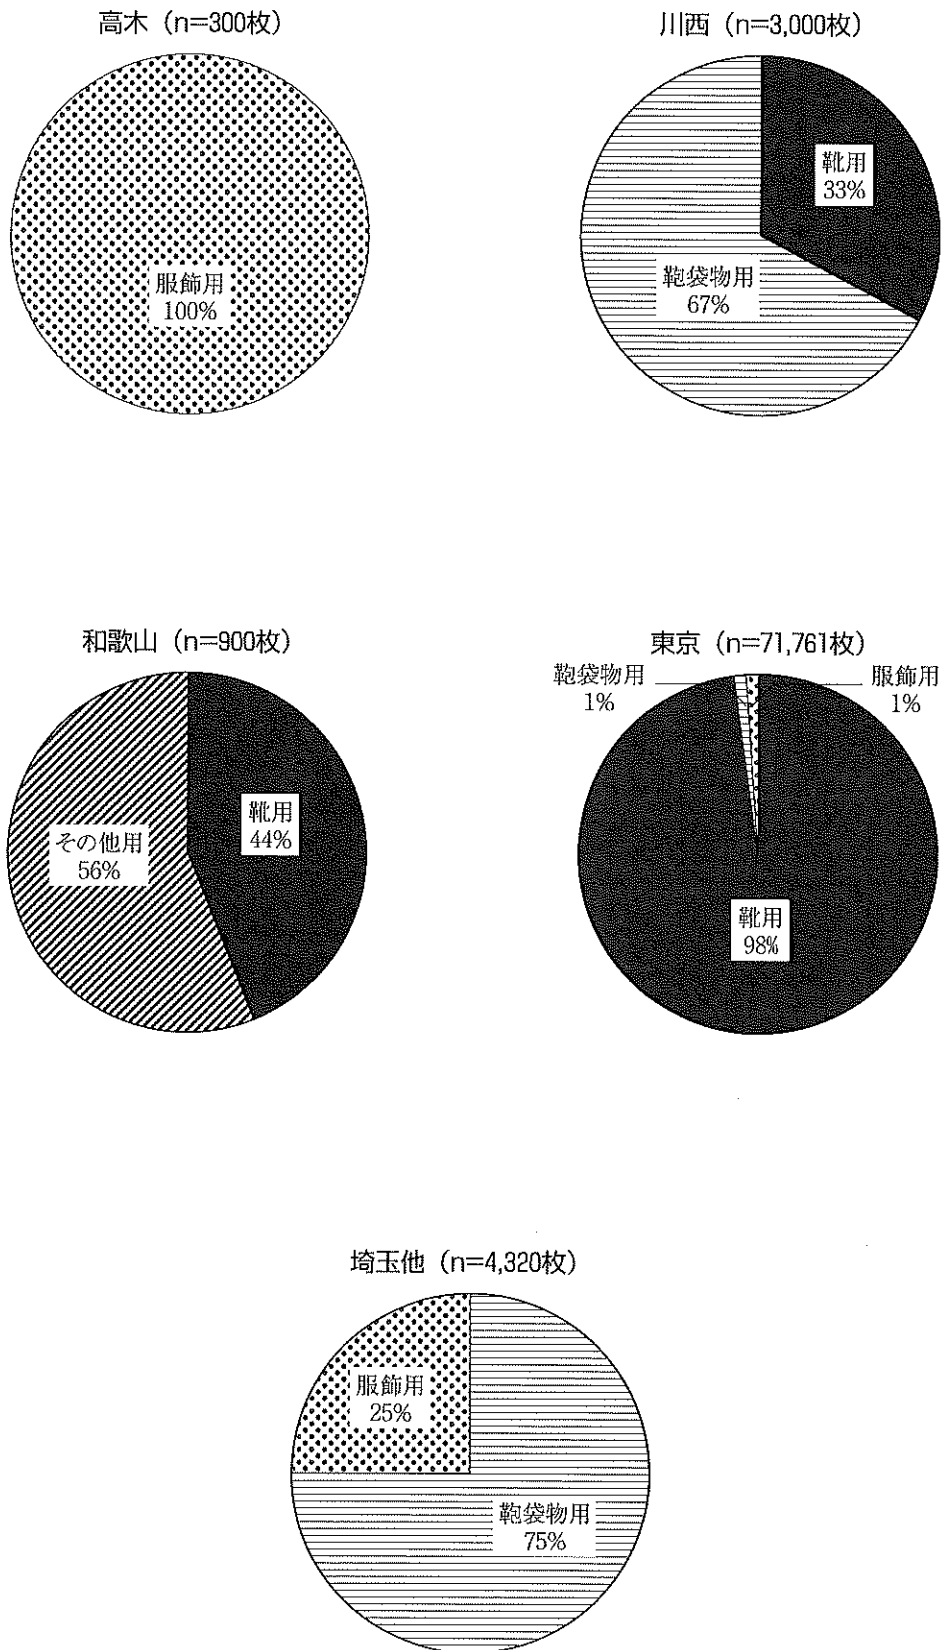 高木（n=300枚）
服飾用
100%
川西（n=3,000枚）
靴用
33%
鞄袋物用
67%
和歌山（n=900枚）
靴用
44%
その他用
56%
東京（n=71,761枚）
鞄袋物用
1%
服飾用
1%
靴用
98%
埼玉他（n=4,320枚）
服飾用
25%
鞄袋物用
75%